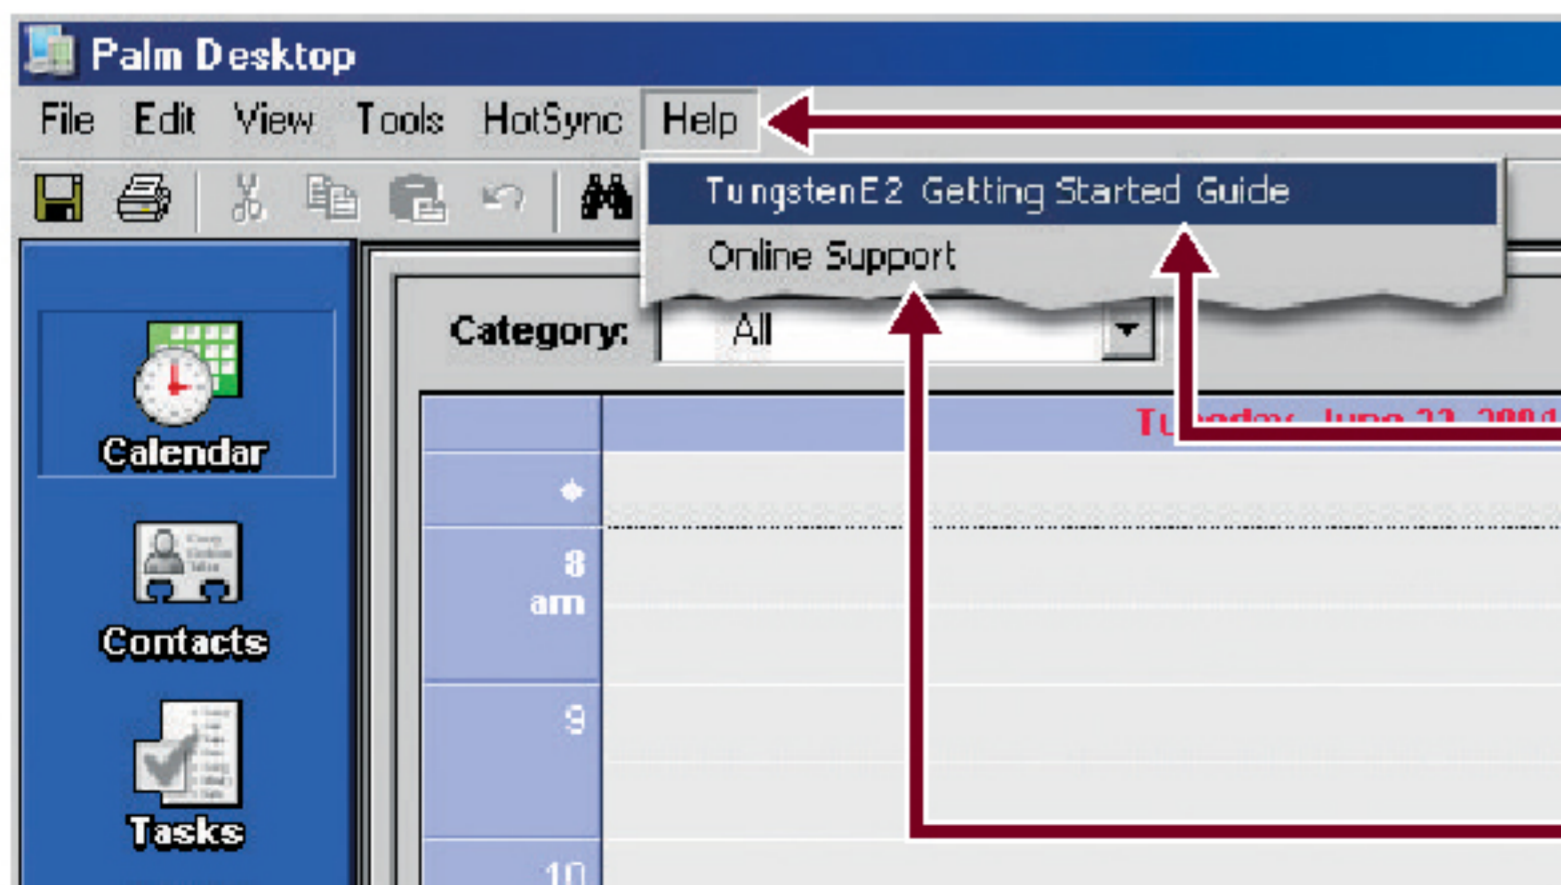 Palm Desktop
File Edit View Tools HotSync Help
TungstenE2 Getting Started Guide
Online Support
Category: All
Calendar
8
am
Contacts
9
Tasks
10